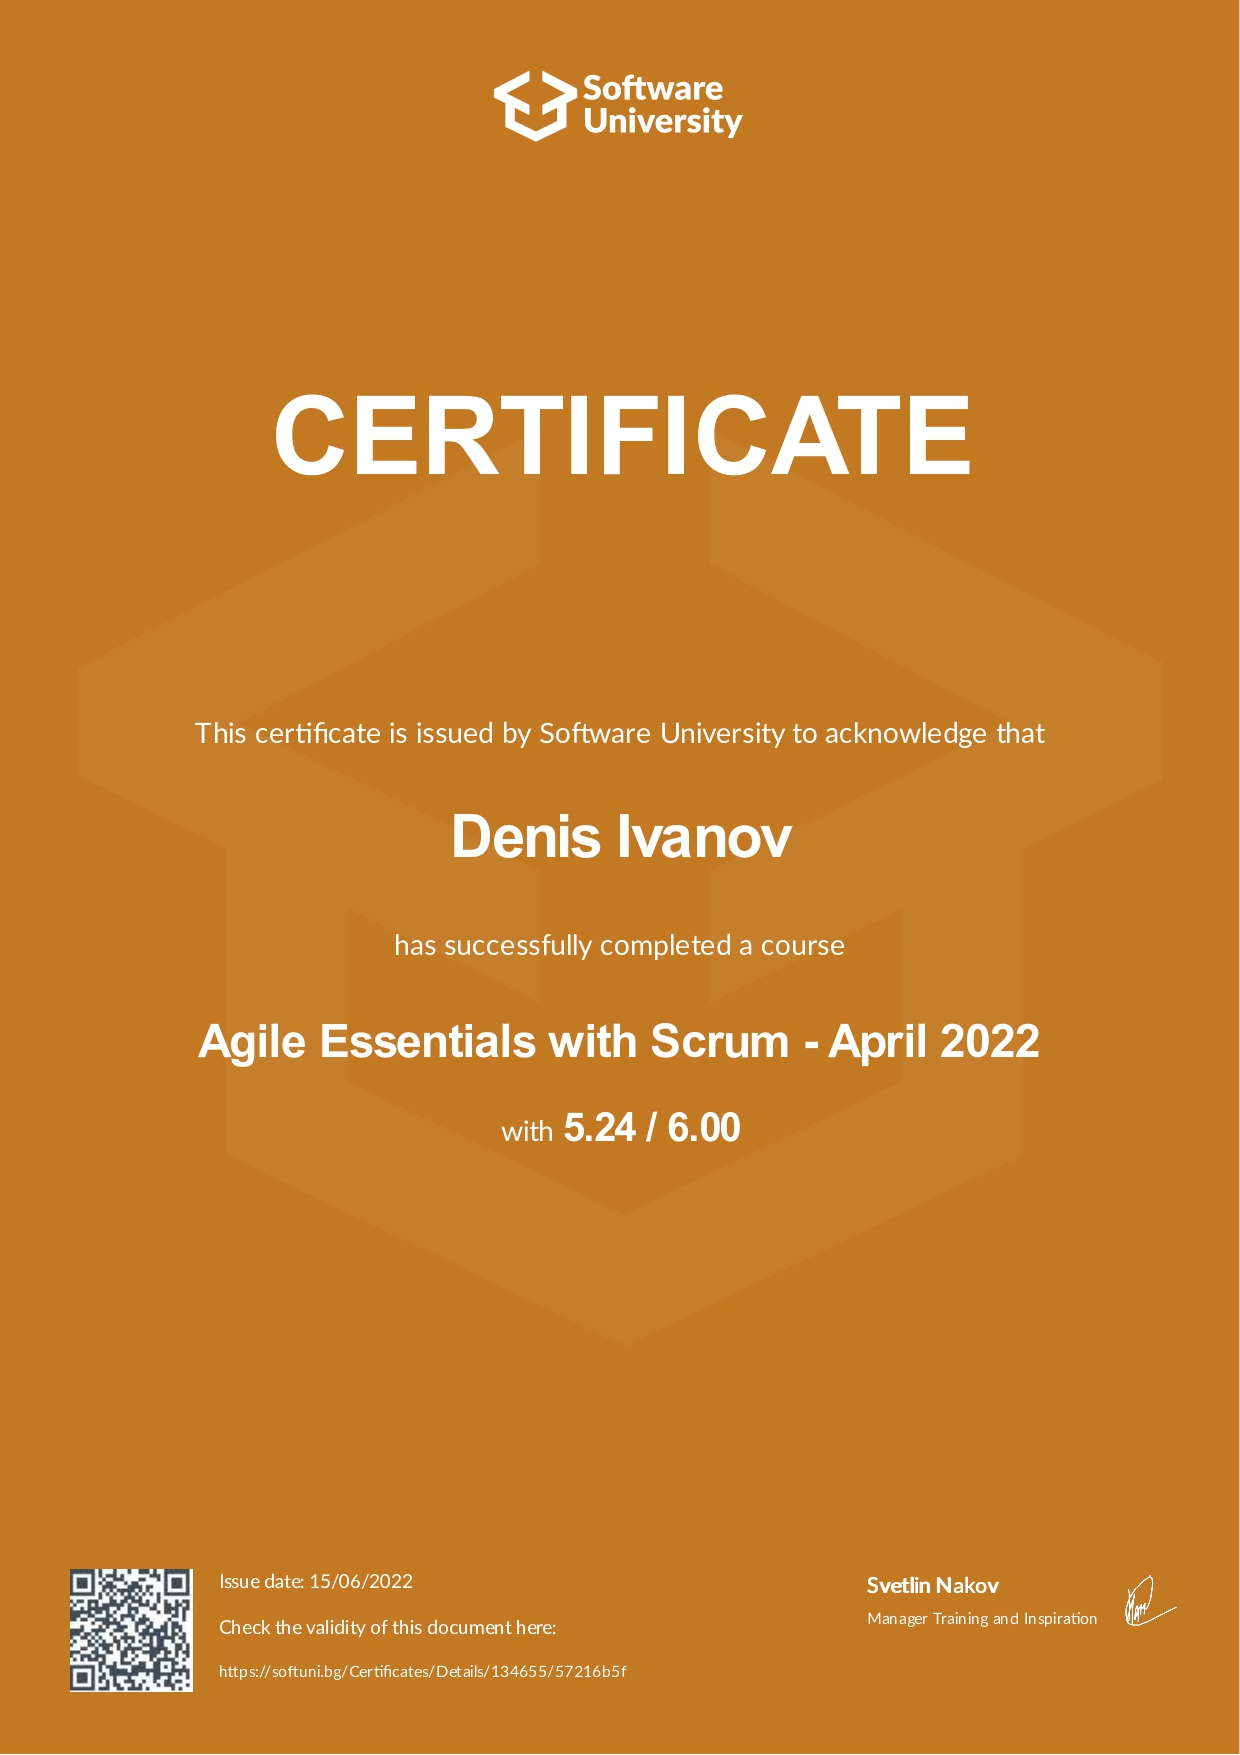 Software
University
CERTIFICATE
This certificate is issued by Software University to acknowledge that
Denis Ivanov
has successfully completed a course
Agile Essentials with Scrum - April 2022
with 5.24 / 6.00
Issue date: 15/06/2022
Check the validity of this document here:
https://softuni.bg/Certificates/Details/134655/57216b5f
Svetlin Nakov
Manager Training and Inspiration